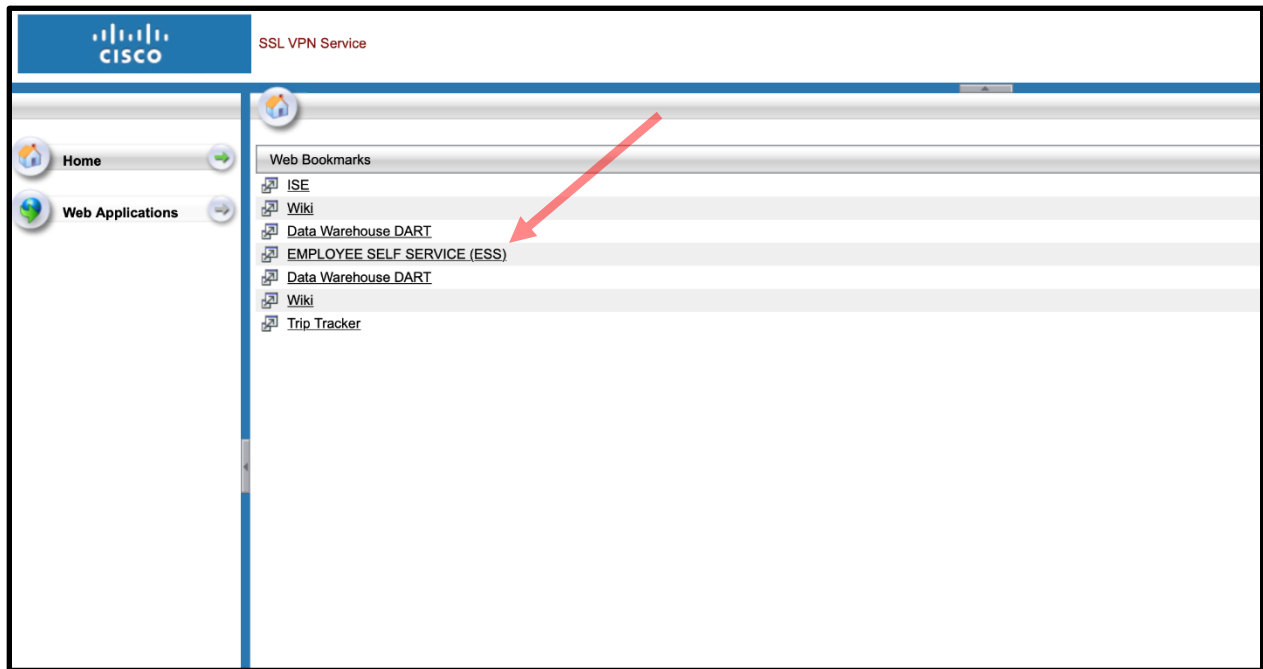 CISCO
SSL VPN Service
Home
Web Applications
Web Bookmarks
ISE
Wiki
Data Warehouse DART
EMPLOYEE SELF SERVICE (ESS)
Data Warehouse DART
Wiki
Trip Tracker